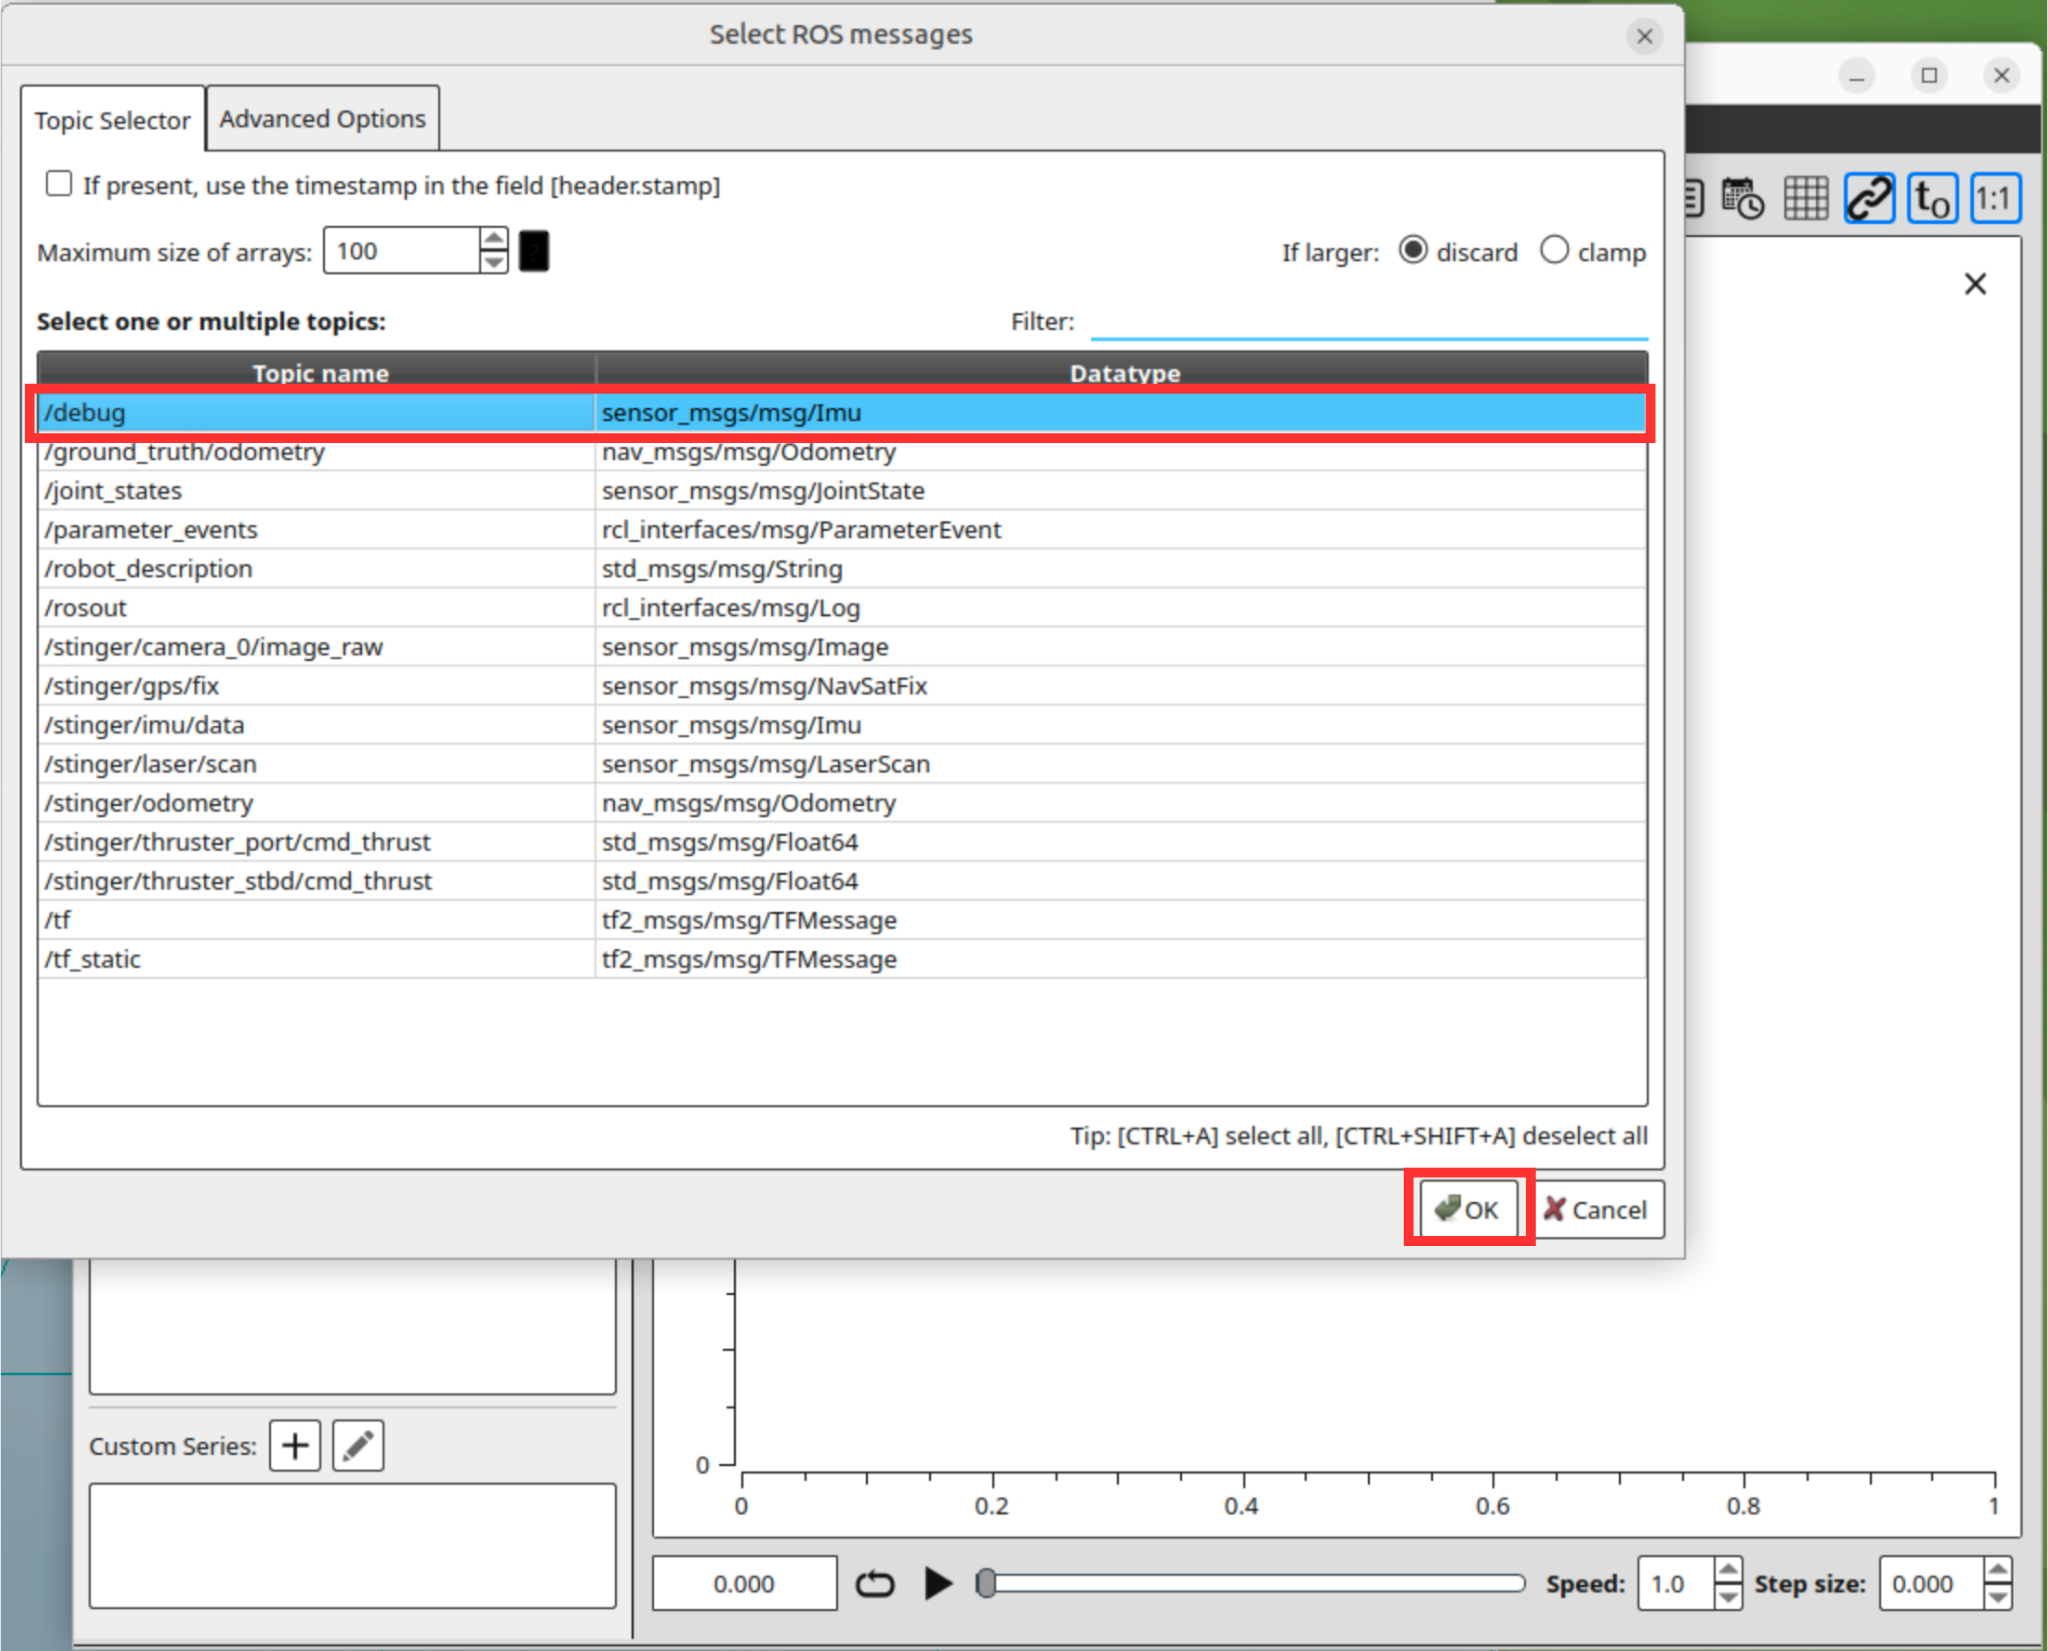 Select ROS messages
Topic Selector
Advanced Options
If present, use the timestamp in the field [header.stamp]
Maximum size of arrays: 100
If larger: discard clamp
Select one or multiple topics:
Filter:
Topic name Datatype
/debug sensor_msgs/msg/Imu
/ground_truth/odometry nav_msgs/msg/Odometry
/joint_states sensor_msgs/msg/JointState
/parameter_events rcl_interfaces/msg/ParameterEvent
/robot_description std_msgs/msg/String
/rosout rcl_interfaces/msg/Log
/stinger/camera_0/image_raw sensor_msgs/msg/Image
/stinger/gps/fix sensor_msgs/msg/NavSatFix
/stinger/imu/data sensor_msgs/msg/Imu
/stinger/laser/scan sensor_msgs/msg/LaserScan
/stinger/odometry nav_msgs/msg/Odometry
/stinger/thruster_port/cmd_thrust std_msgs/msg/Float64
/stinger/thruster_stbd/cmd_thrust std_msgs/msg/Float64
/tf tf2_msgs/msg/TFMessage
/tf_static tf2_msgs/msg/TFMessage
Tip: [CTRL+A] select all, [CTRL+SHIFT+A] deselect all
OK
Cancel
to
1:1
Custom Series:
0
0 0.2 0.4 0.6 0.8 1
0.000
Speed: 1.0
Step size: 0.000